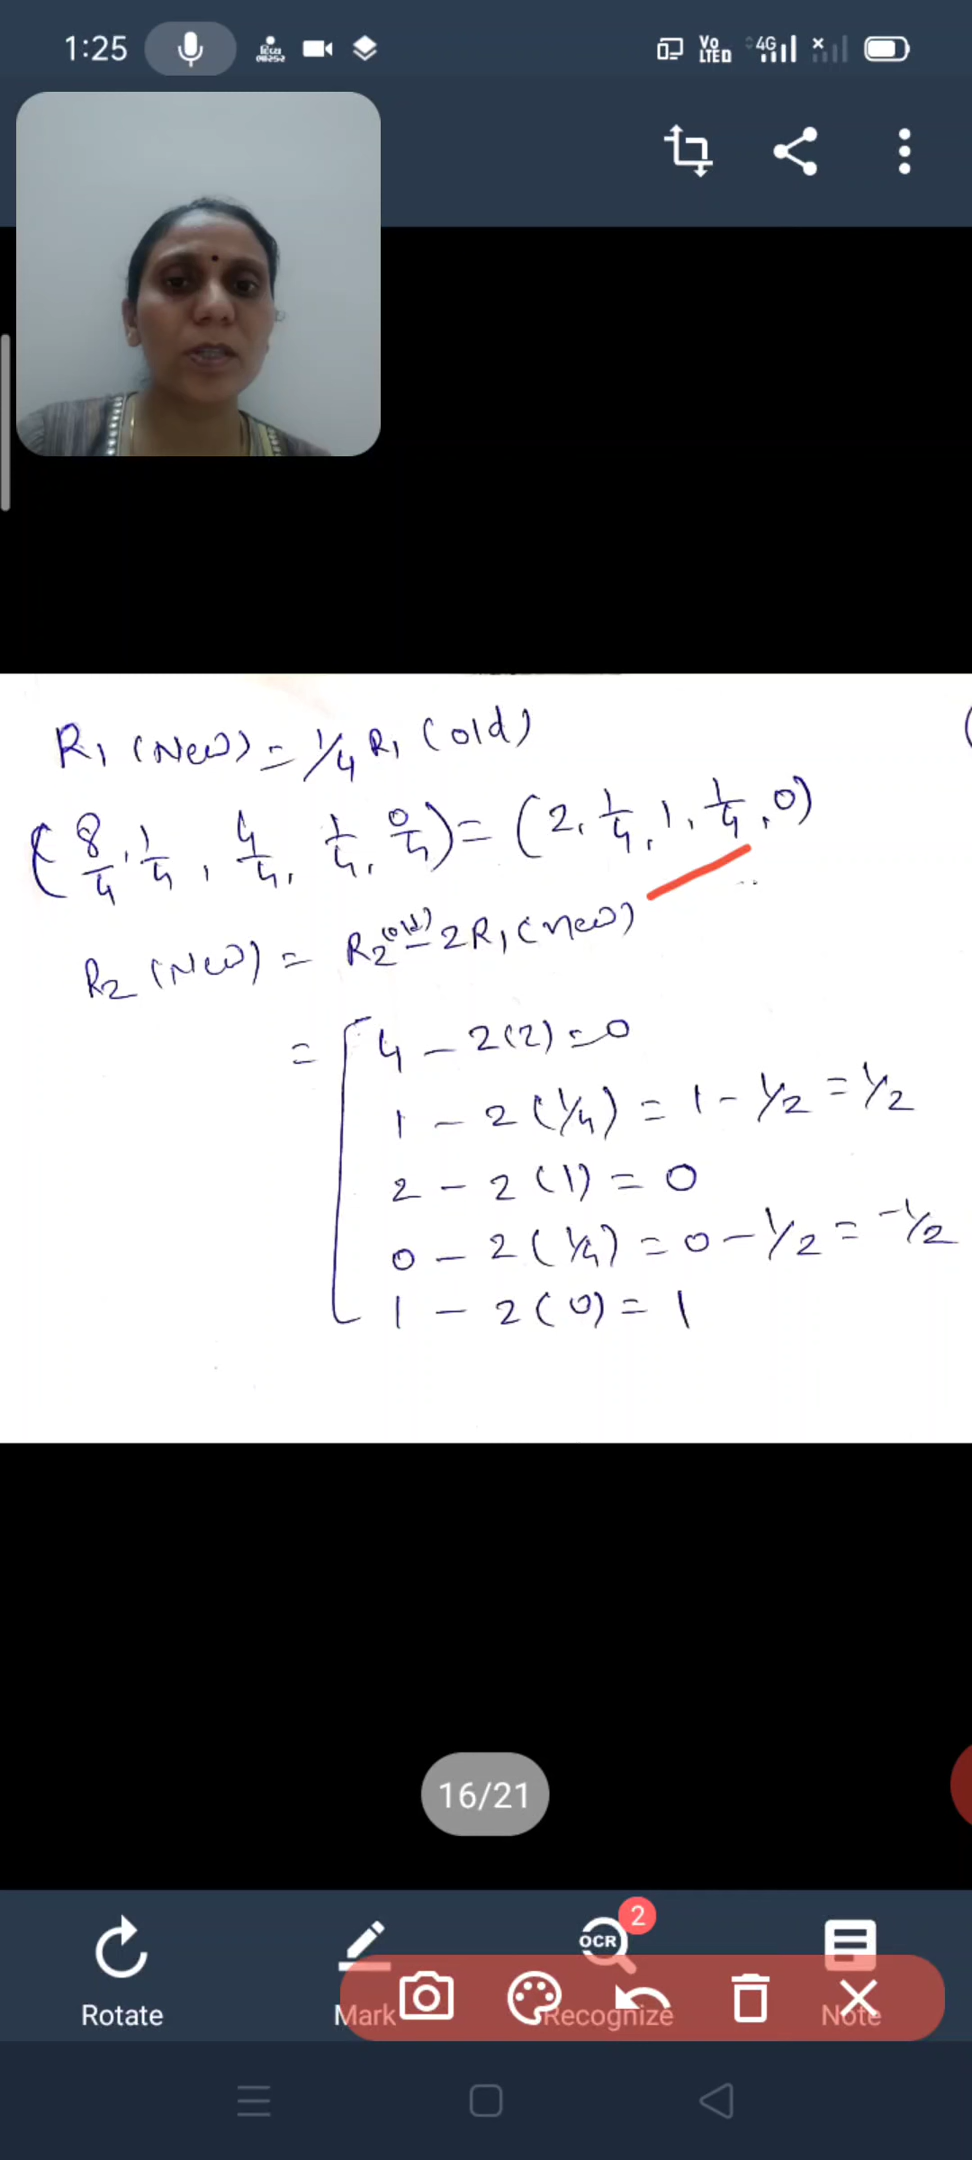 1:25
Vo LTED 4G
R1 (New) = 1/4 R1 (old)
(8/4, 1/4, 4/4, 1/4, 0/4) = (2, 1/4, 1, 1/4, 0)
R2 (New) = R2(old) - 2R1(new)
= [4 - 2(2) = 0
1 - 2(1/4) = 1 - 1/2 = 1/2
2 - 2(1) = 0
0 - 2(1/4) = 0 - 1/2 = -1/2
1 - 2(0) = 1
16/21
2
OCR
Rotate
Mark
Recognize
Note